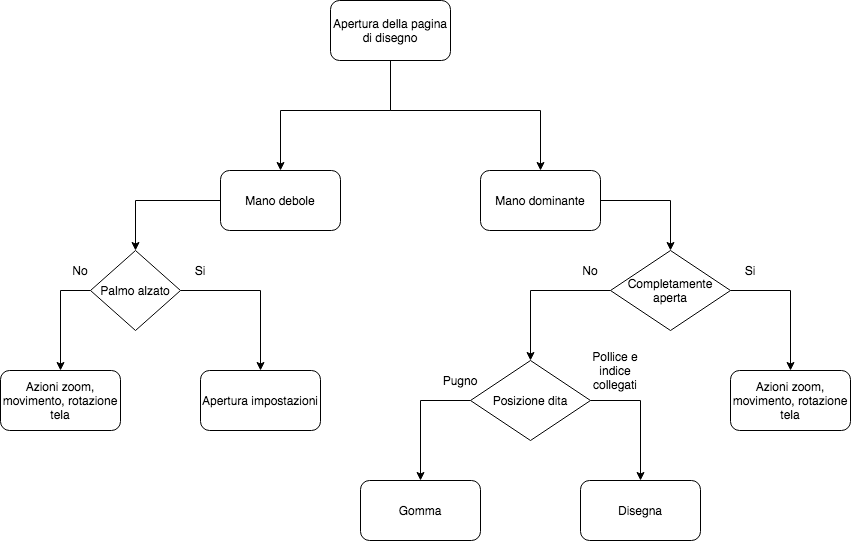 Apertura della pagina
di disegno
Mano debole
Mano dominante
No
Si
Palmo alzato
No
Si
Completamente
aperta
Azioni zoom,
movimento, rotazione
tela
Apertura impostazioni
Pugno
Pollice e
indice
collegati
Posizione dita
Azioni zoom,
movimento, rotazione
tela
Gomma
Disegna